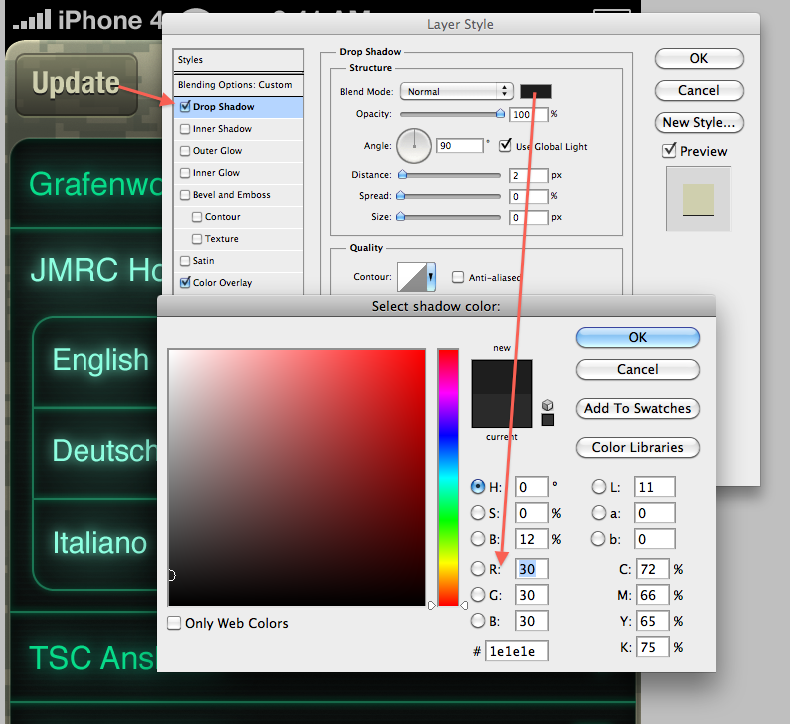 iPhone 4
Layer Style
Update
Styles
Blending Options: Custom
Drop Shadow
Inner Shadow
Outer Glow
Inner Glow
Bevel and Emboss
Contour
Texture
Satin
Color Overlay
Drop Shadow
Structure
Blend Mode: Normal
Opacity: 100 %
Angle: 90 ° Use Global Light
Distance: 2 px
Spread: 0 %
Size: 0 px
Quality
Contour: Anti-aliased
OK
Cancel
New Style...
Preview
JMRC
English
Deutsch
Italiano
TSC
Select shadow color:
new
current
OK
Cancel
Add To Swatches
Color Libraries
H: 0 °
S: 0 %
B: 12 %
R: 30
G: 30
B: 30
# 1e1e1e
L: 11
a: 0
b: 0
C: 72 %
M: 66 %
Y: 65 %
K: 75 %
Only Web Colors